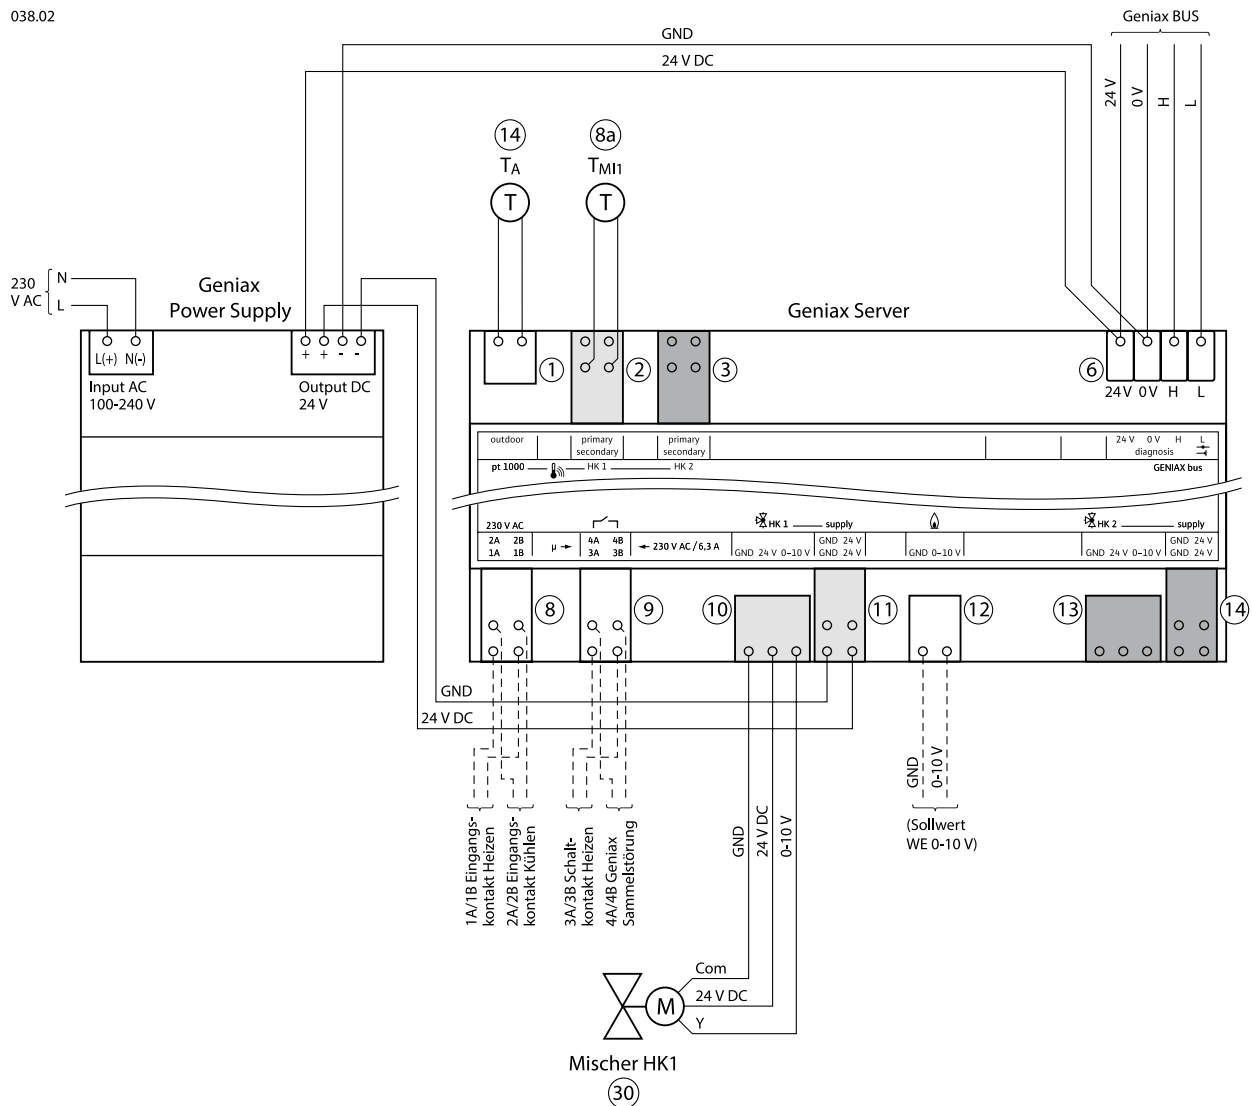 038.02
Geniax BUS
GND
24 V DC
24 V
0 V
H
L
14
8a
TA
TMI1
T
T
230
V AC
N
L
Geniax
Power Supply
Geniax Server
L(+) N(-)
+ + - -
Input AC
100-240 V
Output DC
24 V
1
2
3
6
24 V 0 V H L
outdoor
primary
secondary
primary
secondary
24 V 0 V H L
diagnosis
pt 1000
HK 1
HK 2
GENIAX bus
230 V AC
HK 1
supply
HK 2
supply
2A 2B
1A 1B
µ
4A 4B
3A 3B
230 V AC / 6,3 A
GND 24 V 0-10 V
GND 24 V
GND 24 V
GND 0-10 V
GND 24 V 0-10 V
GND 24 V
GND 24 V
8
9
10
11
12
13
14
GND
24 V DC
1A/1B Eingangs-
kontakt Heizen
2A/2B Eingangs-
kontakt Kühlen
3A/3B Schalt-
kontakt Heizen
4A/4B Geniax
Sammelstörung
GND
24 V DC
0-10 V
GND
0-10 V
(Sollwert
WE 0-10 V)
Com
24 V DC
Y
M
Mischer HK1
30